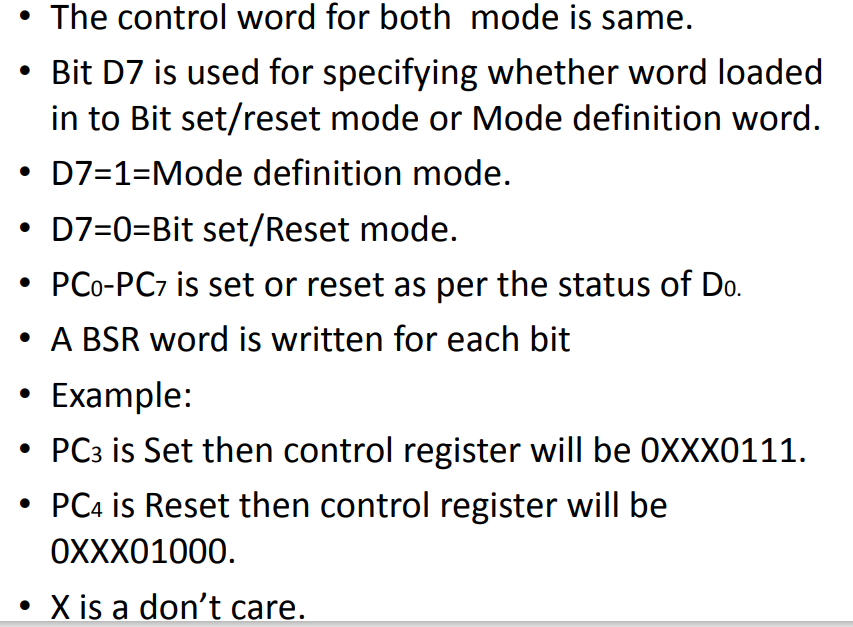 • The control word for both mode is same.
• Bit D7 is used for specifying whether word loaded
in to Bit set/reset mode or Mode definition word.
• D7=1=Mode definition mode.
• D7=0=Bit set/Reset mode.
• PC0-PC7 is set or reset as per the status of D0.
• A BSR word is written for each bit
• Example:
• PC3 is Set then control register will be 0XXX0111.
• PC4 is Reset then control register will be
0XXX01000.
• X is a don’t care.